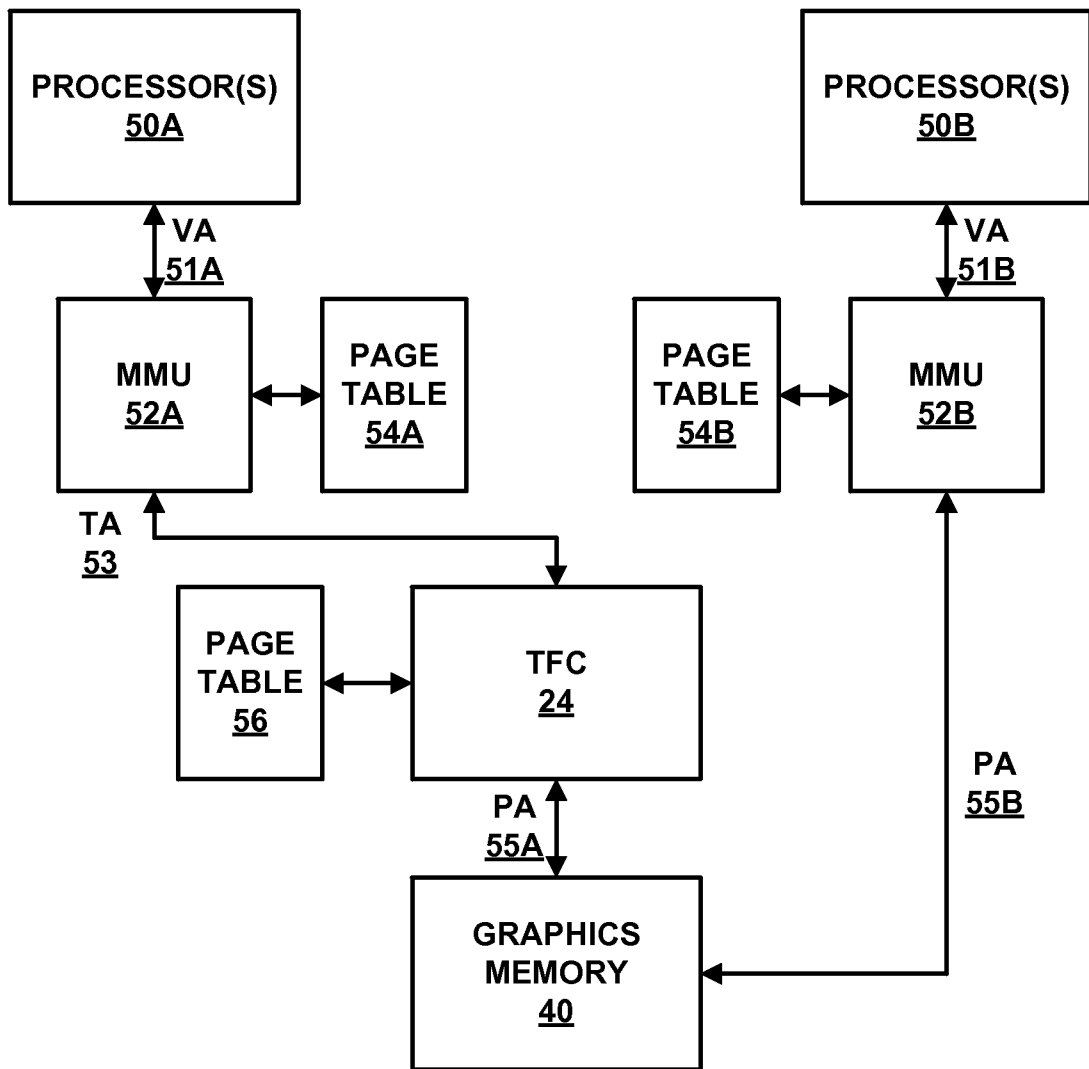 PROCESSOR(S)
50A
PROCESSOR(S)
50B
VA
51A
VA
51B
MMU
52A
PAGE
TABLE
54A
PAGE
TABLE
54B
MMU
52B
TA
53
PAGE
TABLE
56
TFC
24
PA
55A
PA
55B
GRAPHICS
MEMORY
40